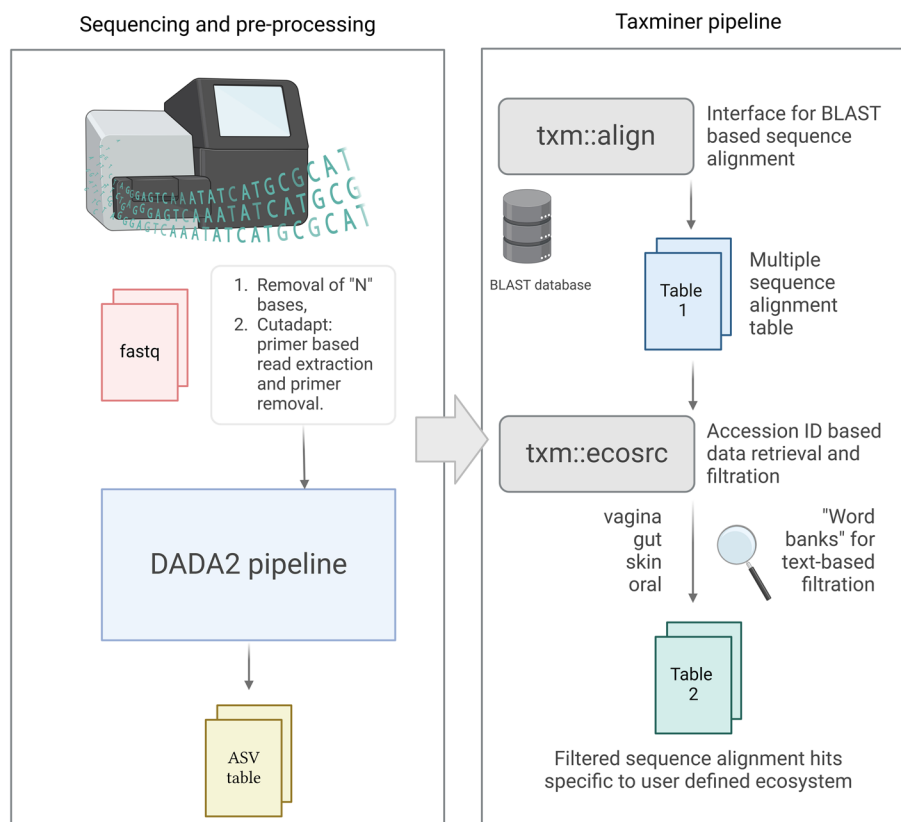 Sequencing and pre-processing
CAGGGAGTCAAATATCATGCGCAT
AGGGAGTCAAATATCATGCG
AGGGAGTCAAATATCATGCGCAT
fastq
1. Removal of "N"
bases,
2. Cutadapt:
primer based
read extraction
and primer
removal.
DADA2 pipeline
ASV
table
Taxminer pipeline
txm::align
Interface for BLAST
based sequence
alignment
BLAST database
Table
1
Multiple
sequence
alignment
table
txm::ecosrc
Accession ID based
data retrieval and
filtration
vagina
gut
skin
oral
"Word
banks" for
text-based
filtration
Table
2
Filtered sequence alignment hits
specific to user defined ecosystem